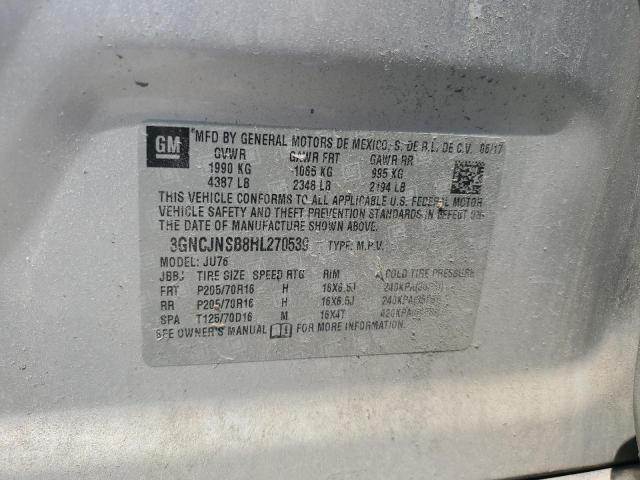 GM *MFD BY GENERAL MOTORS DE MEXICO, S. DE R.L. DE C.V. 06/17
GVWR GAWR FRT GAWR RR
1990 KG 1065 KG 995 KG
4387 LB 2348 LB 2194 LB
THIS VEHICLE CONFORMS TO ALL APPLICABLE U.S. FEDERAL MOTOR
VEHICLE SAFETY AND THEFT PREVENTION STANDARDS IN EFFECT ON
THE DATE OF MANUFACTURE SHOWN ABOVE.
3GNCJNSB8HL270539 TYPE: M.P.V.
MODEL: JU76
JBBJ TIRE SIZE SPEED RTG RIM COLD TIRE PRESSURE
FRT P205/70R16 H 16X6.5J 240KPA
RR P205/70R16 H 16X6.5J 240KPA
SPA T125/70D16 M 16X4T 420KPA
SEE OWNER'S MANUAL FOR MORE INFORMATION.